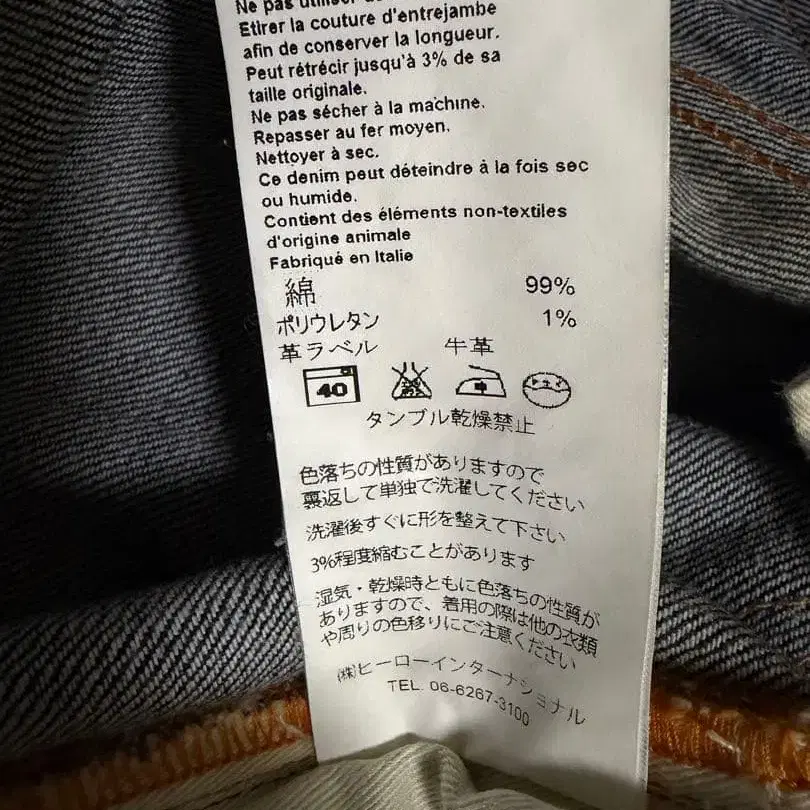 Ne pas utiliser de
Etirer la couture d'entrejambe
afin de conserver la longueur.
Peut rétrécir jusqu'à 3% de sa
taille originale.
Ne pas sécher à la machine.
Repasser au fer moyen.
Nettoyer à sec.
Ce denim peut déteindre à la fois sec
ou humide.
Contient des éléments non-textiles
d'origine animale
Fabriqué en Italie
綿 99%
ポリウレタン 1%
革ラベル 牛革
40 中
タンブル乾燥禁止
色落ちの性質がありますので
裏返して単独で洗濯してください
洗濯後すぐに形を整えて下さい
3%程度縮むことがあります
湿気・乾燥時ともに色落ちの性質が
ありますので、着用の際は他の衣類
や周りの色移りにご注意ください
㈱ヒーローインターナショナル
TEL. 06-6267-3100